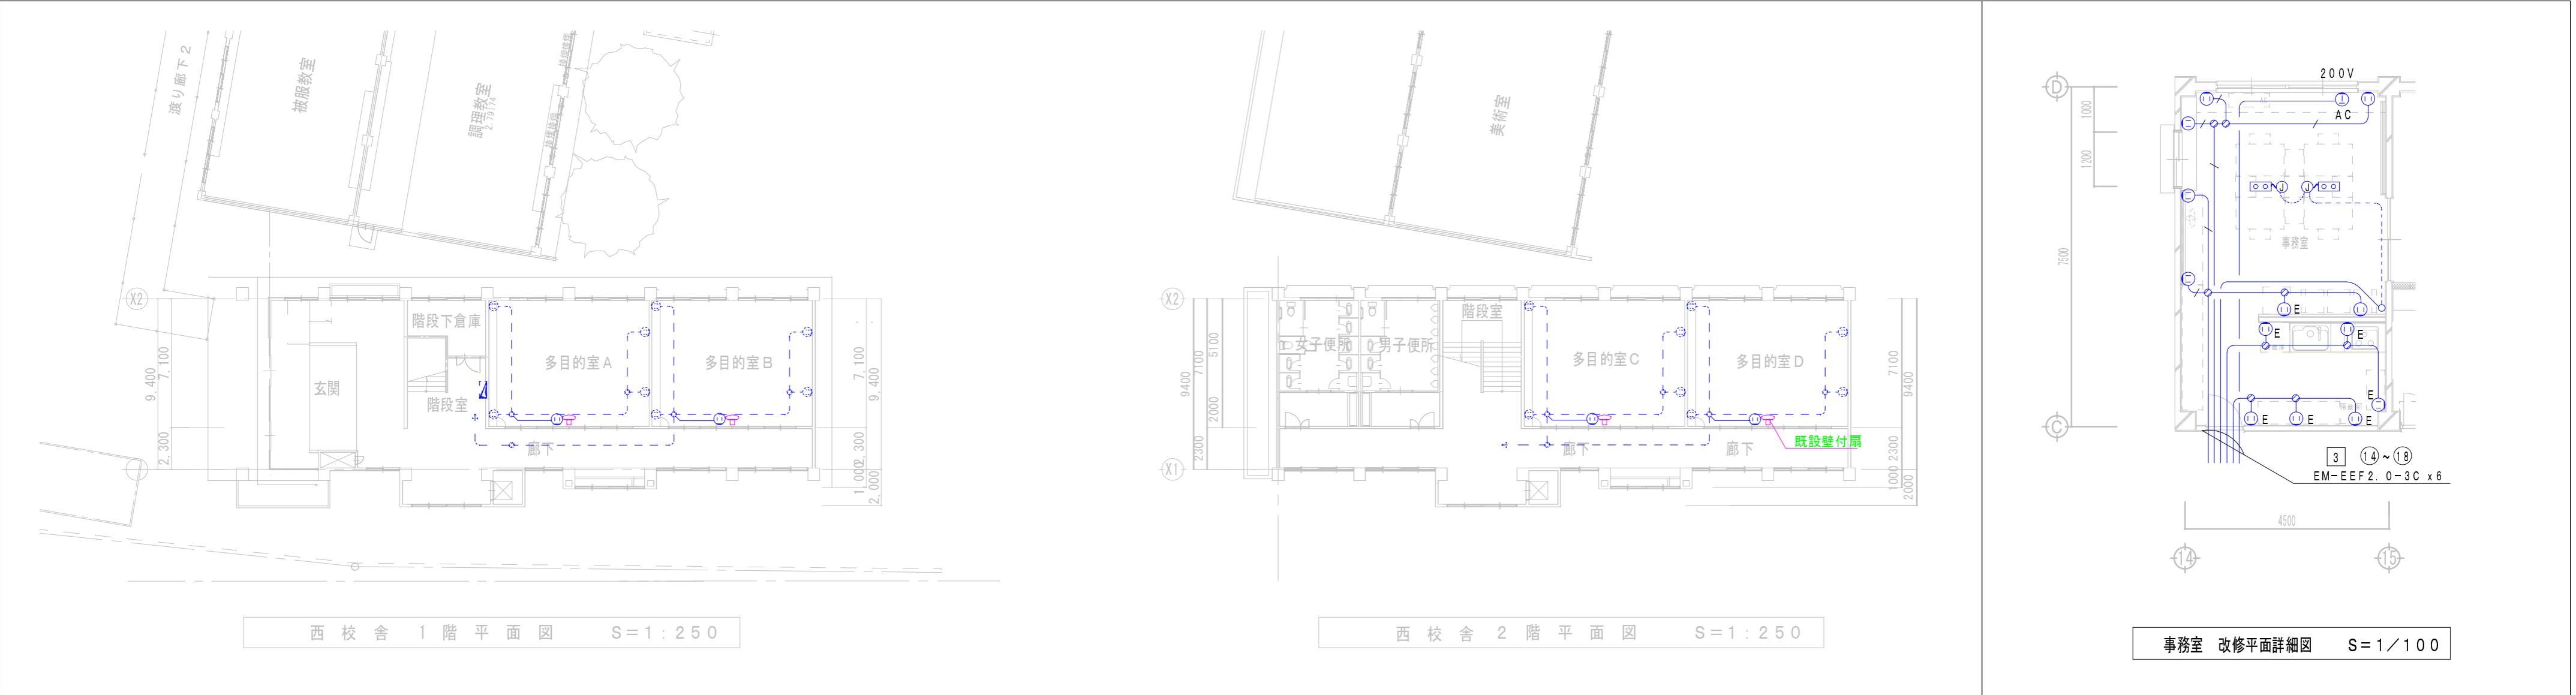 渡り廊下2
被服教室
調理教室
2.79174
X2
階段下倉庫
多目的室A
多目的室B
玄関
階段室
廊下
9,400
7,100
2,300
7,100
9,400
2,300
1,000
2,000
西校舎 1階平面図 S=1:250
美術室
X2
X1
女子便所
男子便所
階段室
多目的室C
多目的室D
廊下
廊下
既設壁付扇
9400
7100
5100
2000
2300
7100
9400
2300
1000
2000
西校舎 2階平面図 S=1:250
200V
D
AC
1000
1200
7500
J
J
事務室
E
E
E
E
E
E
E
C
3 14~18
EM-EEF2.0-3C x6
4500
14
15
事務室 改修平面詳細図 S=1/100